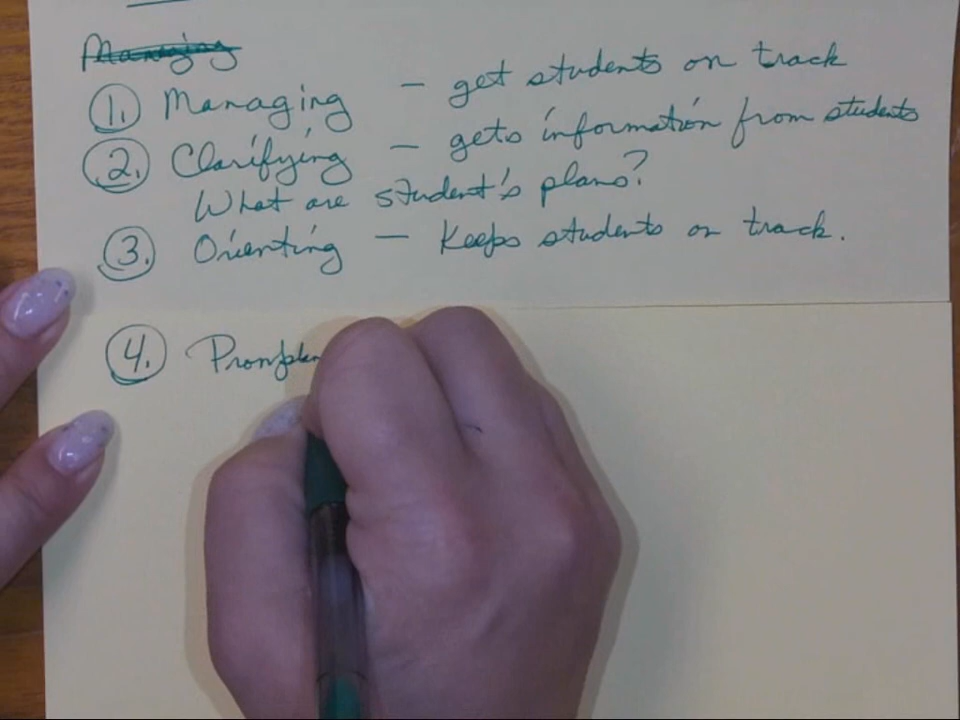 Managing
1. Managing — get students on track
2. Clarifying — gets information from students
What are student's plans?
3. Orienting — Keeps students on track.
4.